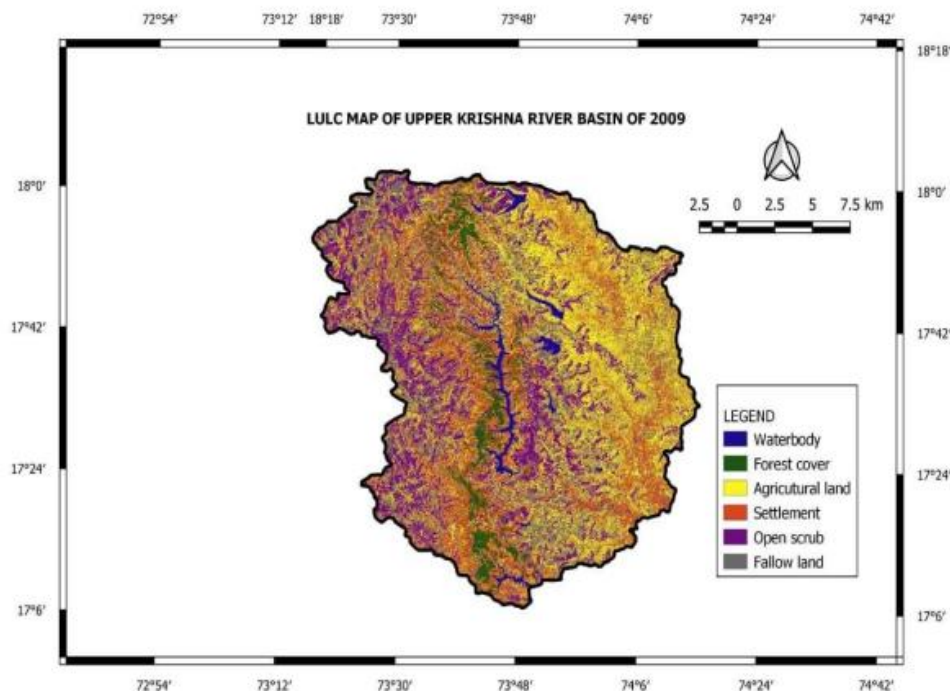 72°54’ 73°12’ 18°18’ 73°30’ 73°48’ 74°6’ 74°24’ 74°42’
18°18’
LULC MAP OF UPPER KRISHNA RIVER BASIN OF 2009
18°0’ 18°0’
2.5 0 2.5 5 7.5 km
17°42’ 17°42’
LEGEND
Waterbody
Forest cover
Agricutural land
Settlement
Open scrub
Fallow land
17°24’ 17°24’
17°6’ 17°6’
72°54’ 73°12’ 73°30’ 73°48’ 74°6’ 74°24’ 74°42’